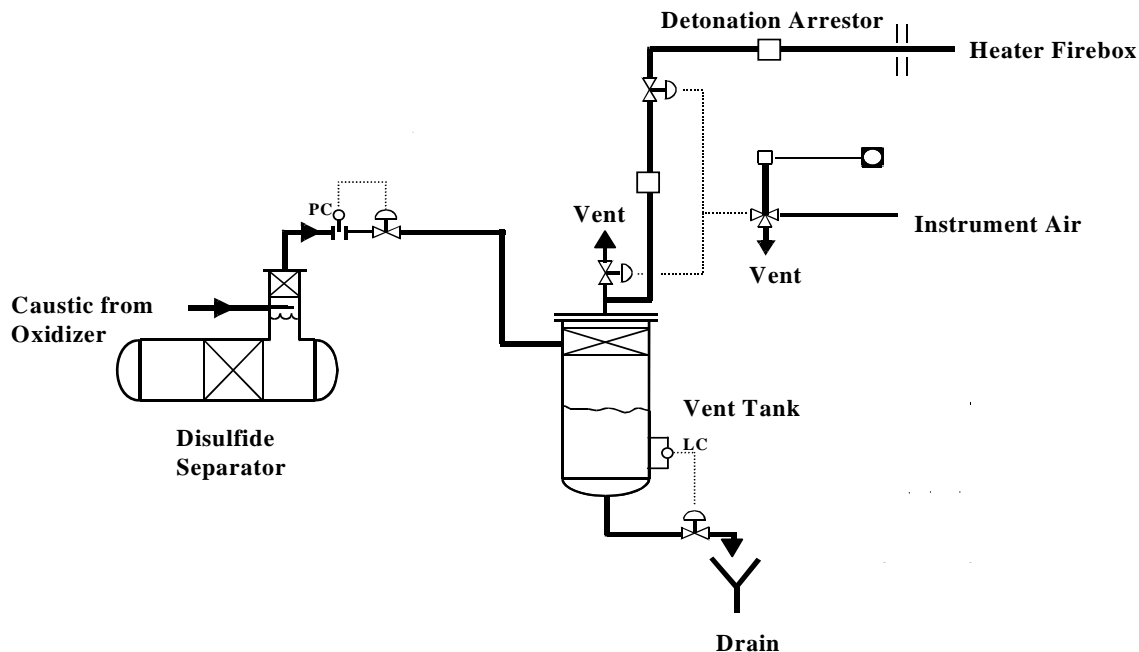 Detonation Arrestor
Heater Firebox
PC
Vent
Instrument Air
Vent
Caustic from
Oxidizer
Vent Tank
Disulfide
Separator
LC
Drain